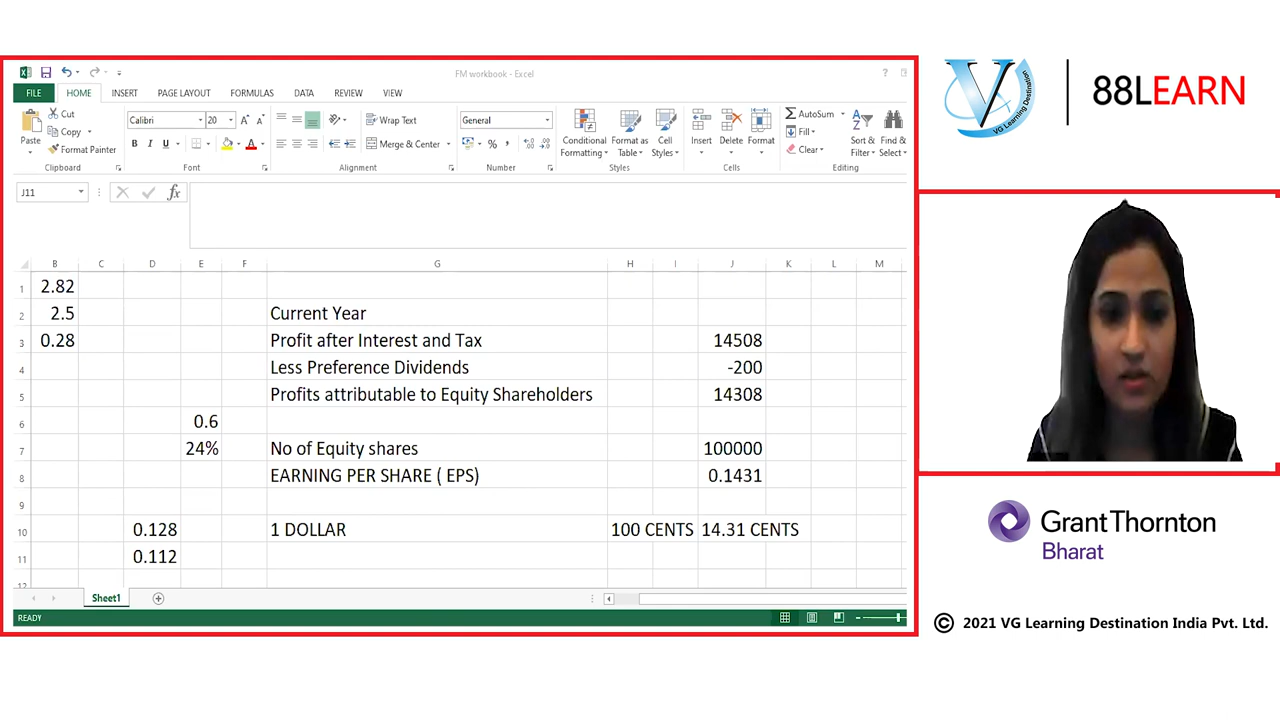 FM workbook - Excel
?
FILE
HOME
INSERT
PAGE LAYOUT
FORMULAS
DATA
REVIEW
VIEW
Paste
Cut
Copy
Format Painter
Clipboard
Calibri
20
A
A
B
I
U
A
Font
Wrap Text
Merge & Center
Alignment
General
%
,
Number
Conditional Formatting
Format as Table
Cell Styles
Styles
Insert
Delete
Format
Cells
AutoSum
Fill
Clear
Sort & Filter
Find & Select
Editing
J11
fx
B C D E F G H I J K L M
1 2.82
2 2.5 Current Year
3 0.28 Profit after Interest and Tax 14508
4 Less Preference Dividends -200
5 Profits attributable to Equity Shareholders 14308
6 0.6
7 24% No of Equity shares 100000
8 EARNING PER SHARE ( EPS) 0.1431
9
10 0.128 1 DOLLAR 100 CENTS 14.31 CENTS
11 0.112
12
Sheet1
READY
V
VG Learning Destination
88LEARN
Grant Thornton
Bharat
© 2021 VG Learning Destination India Pvt. Ltd.